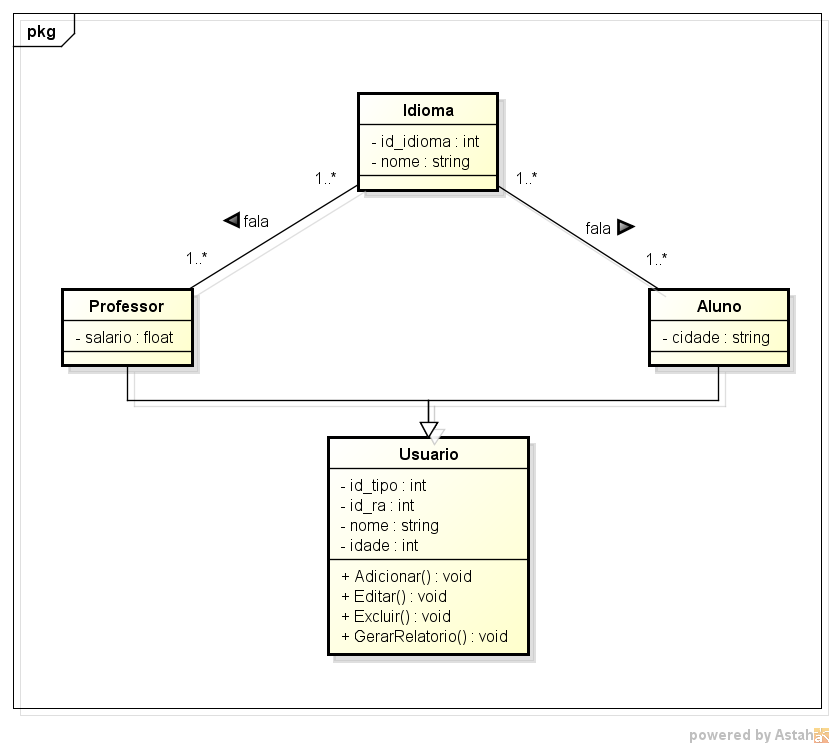 pkg
Idioma
- id_idioma : int
- nome : string
1..*
1..*
fala
fala
1..*
1..*
Professor
- salario : float
Aluno
- cidade : string
Usuario
- id_tipo : int
- id_ra : int
- nome : string
- idade : int
+ Adicionar() : void
+ Editar() : void
+ Excluir() : void
+ GerarRelatorio() : void
powered by Astah